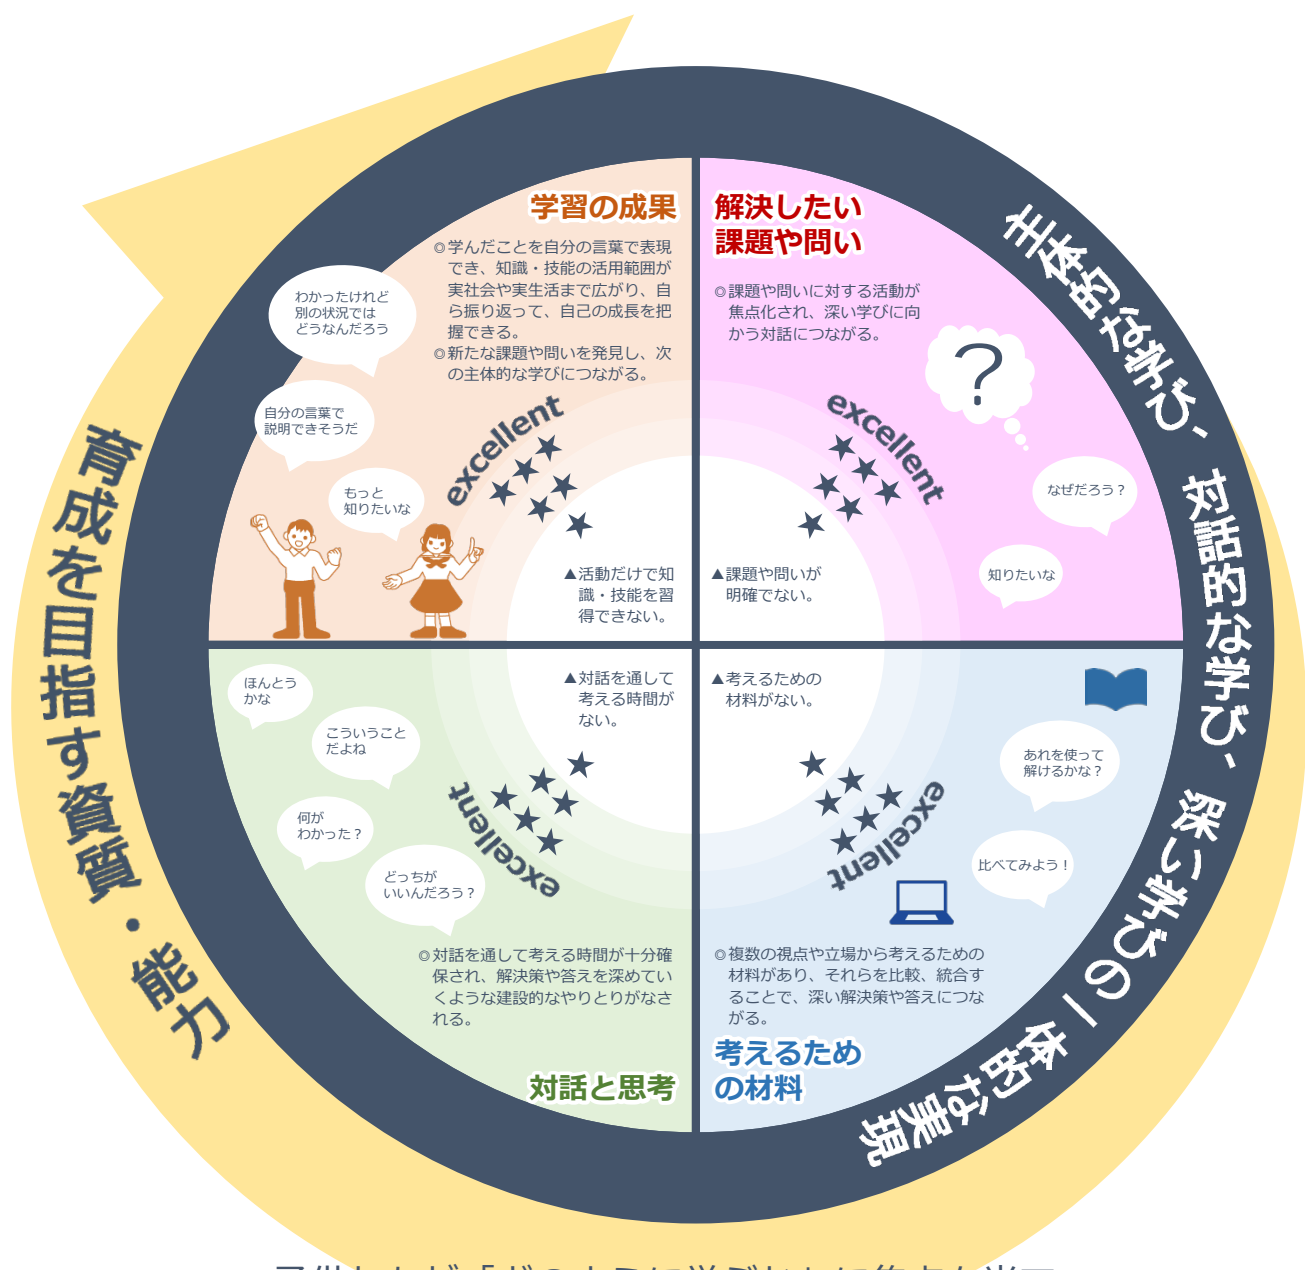 主体的な学び、対話的な学び、深い学びの一体的な実現
育成を目指す資質・能力
学習の成果
◎学んだことを自分の言葉で表現
でき、知識・技能の活用範囲が
実社会や実生活まで広がり、自
ら振り返って、自己の成長を把
握できる。
◎新たな課題や問いを発見し、次
の主体的な学びにつながる。
わかったけれど
別の状況では
どうなんだろう
自分の言葉で
説明できそうだ
もっと
知りたいな
excellent
▲活動だけで知
識・技能を習
得できない。
解決したい
課題や問い
◎課題や問いに対する活動が
焦点化され、深い学びに向
かう対話につながる。
?
なぜだろう?
知りたいな
excellent
▲課題や問いが
明確でない。
▲対話を通して
考える時間が
ない。
ほんとう
かな
こういうこと
だよね
何が
わかった?
どっちが
いいんだろう?
excellent
◎対話を通して考える時間が十分確
保され、解決策や答えを深めてい
くような建設的なやりとりがなさ
れる。
対話と思考
▲考えるための
材料がない。
あれを使って
解けるかな?
比べてみよう!
excellent
◎複数の視点や立場から考えるための
材料があり、それらを比較、統合す
ることで、深い解決策や答えにつな
がる。
考えるため
の材料